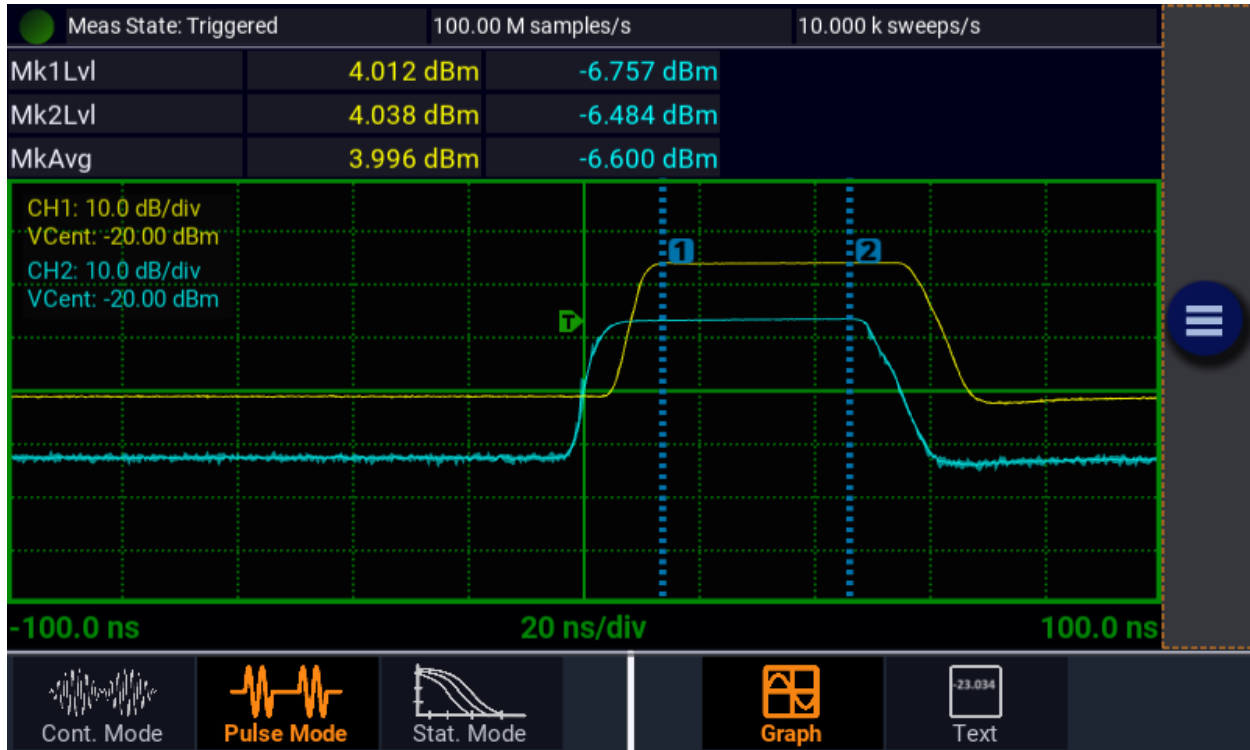 Meas State: Triggered 100.00 M samples/s 10.000 k sweeps/s
Mk1Lvl 4.012 dBm -6.757 dBm
Mk2Lvl 4.038 dBm -6.484 dBm
MkAvg 3.996 dBm -6.600 dBm
CH1: 10.0 dB/div
VCent: -20.00 dBm
CH2: 10.0 dB/div
VCent: -20.00 dBm
1 2
T
-100.0 ns 20 ns/div 100.0 ns
-23.034
Cont. Mode Pulse Mode Stat. Mode Graph Text